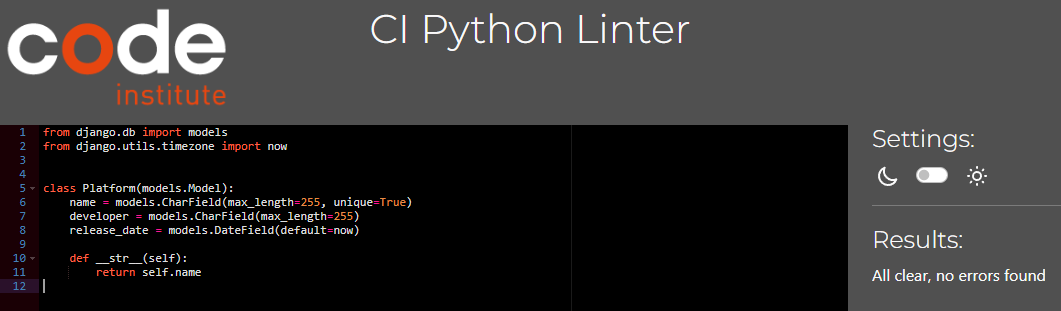 code
institute
CI Python Linter
1 from django.db import models
2 from django.utils.timezone import now
3
4
5 class Platform(models.Model):
6     name = models.CharField(max_length=255, unique=True)
7     developer = models.CharField(max_length=255)
8     release_date = models.DateField(default=now)
9
10     def __str__(self):
11         return self.name
12
Settings:
Results:
All clear, no errors found